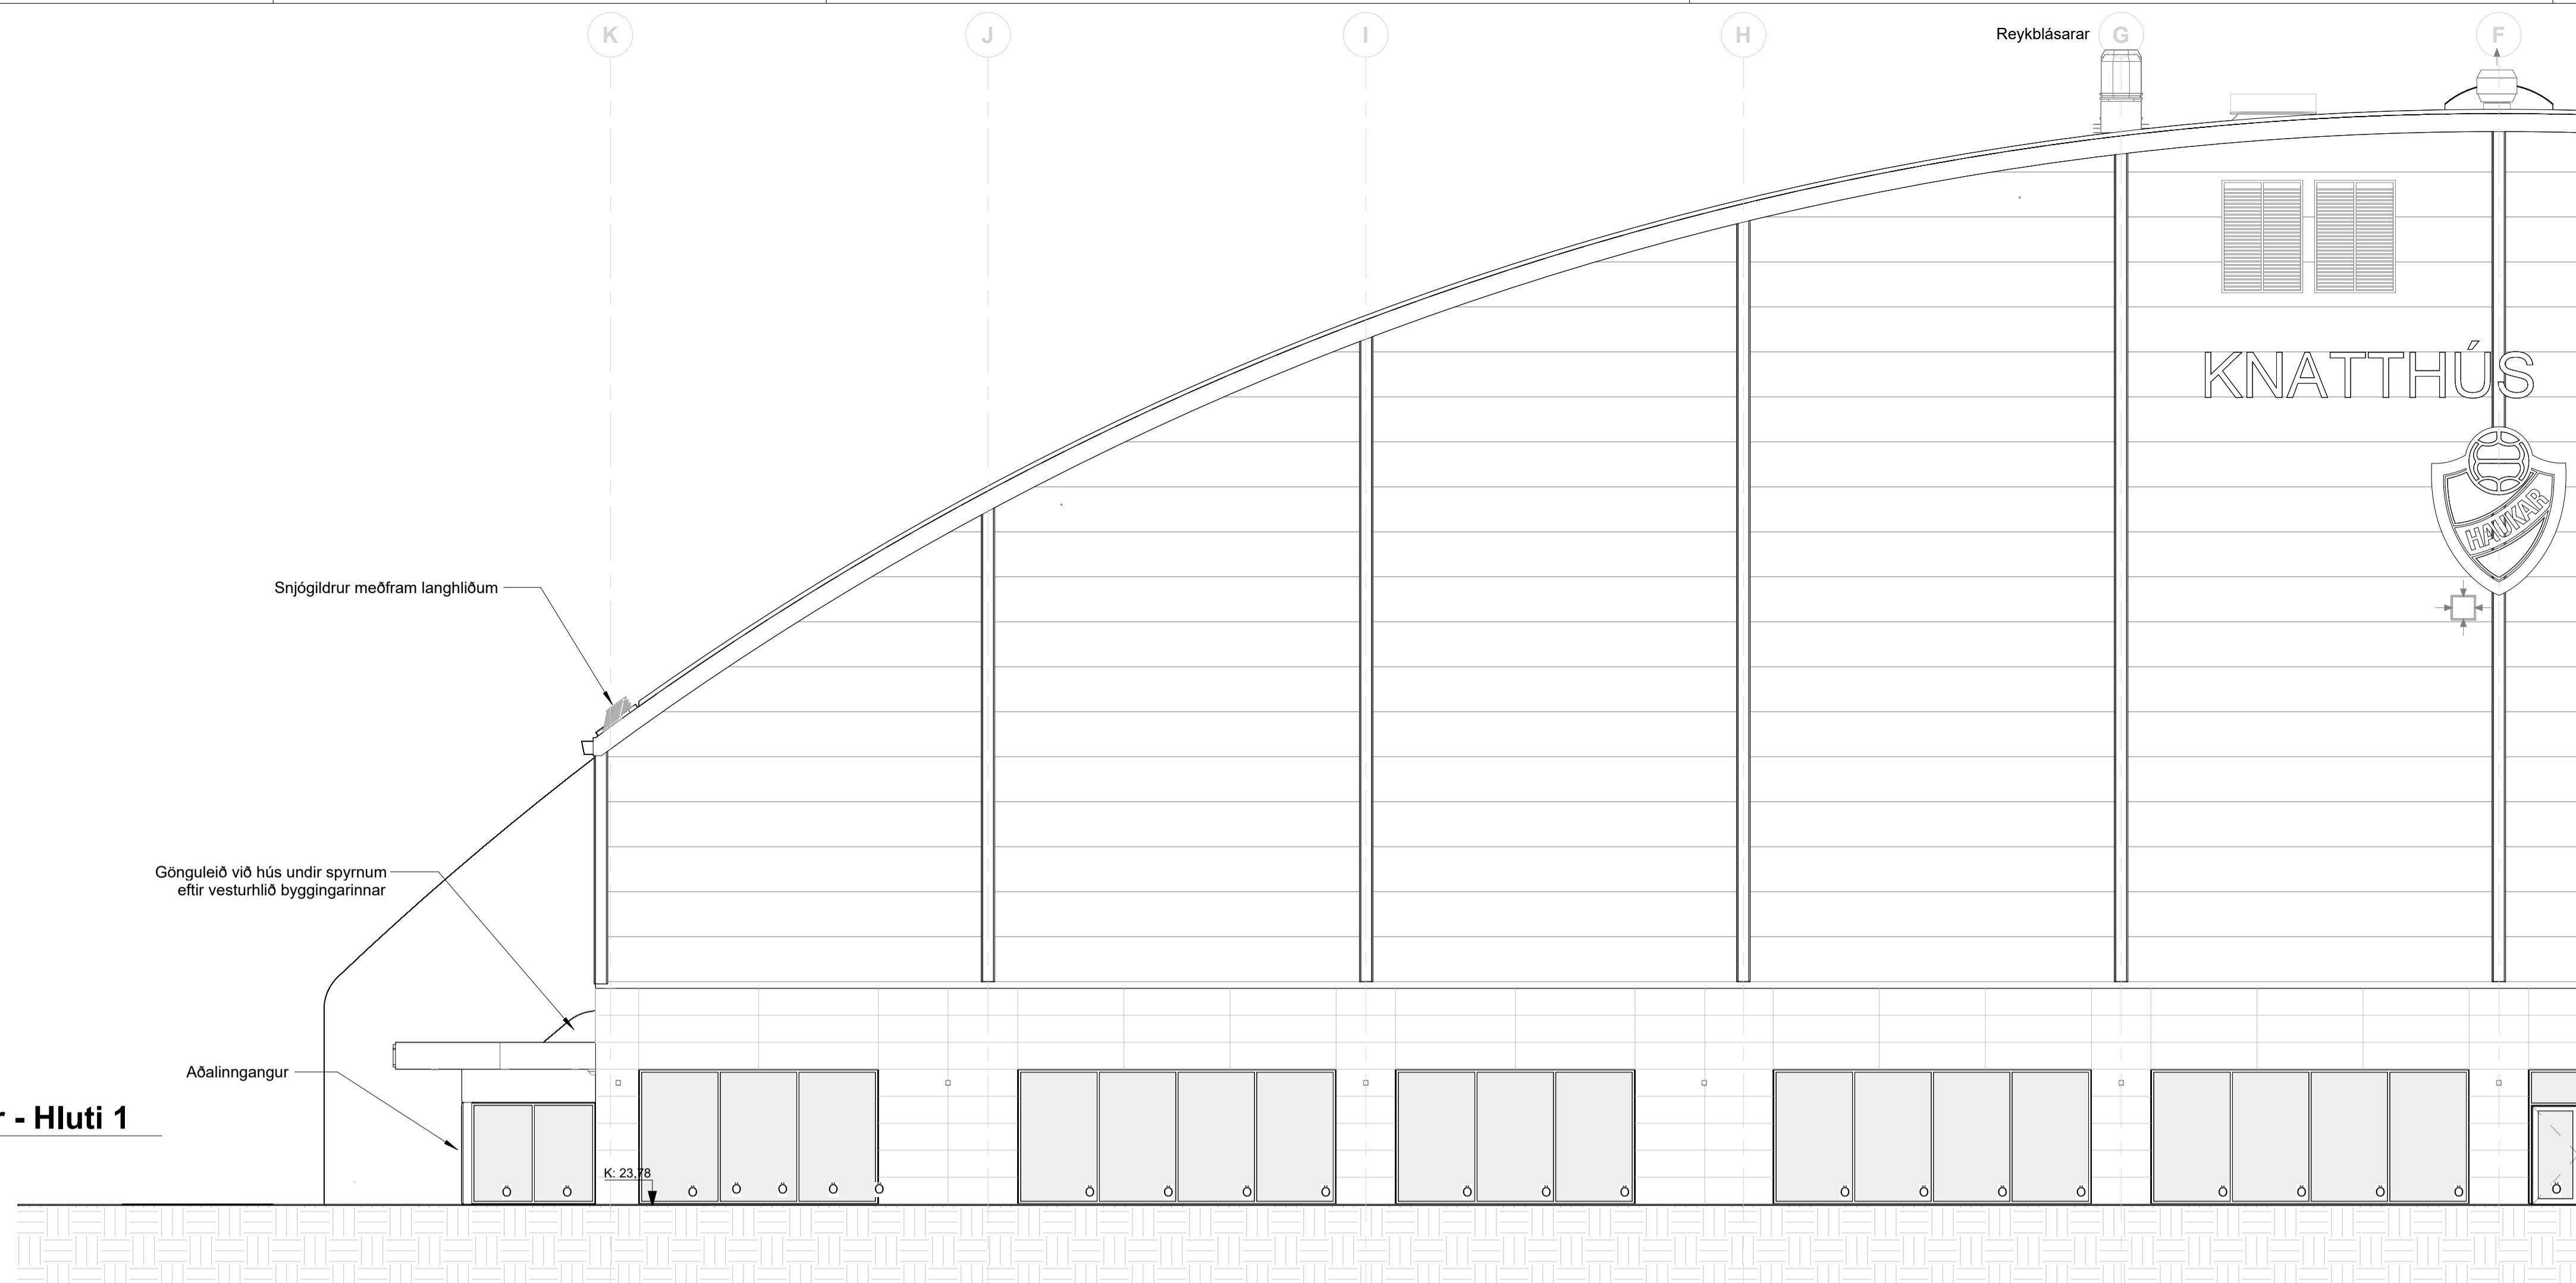 K
J
I
H
Reykblásarar
G
F
KNATTHÚS
HAUKAR
Snjógildrur meðfram langhliðum
Gönguleið við hús undir spyrnum
eftir vesturhlið byggingarinnar
Aðalinngangur
r - Hluti 1
K: 23,78
Ö Ö Ö Ö Ö Ö Ö Ö Ö Ö Ö Ö Ö Ö Ö Ö Ö Ö Ö Ö Ö Ö Ö